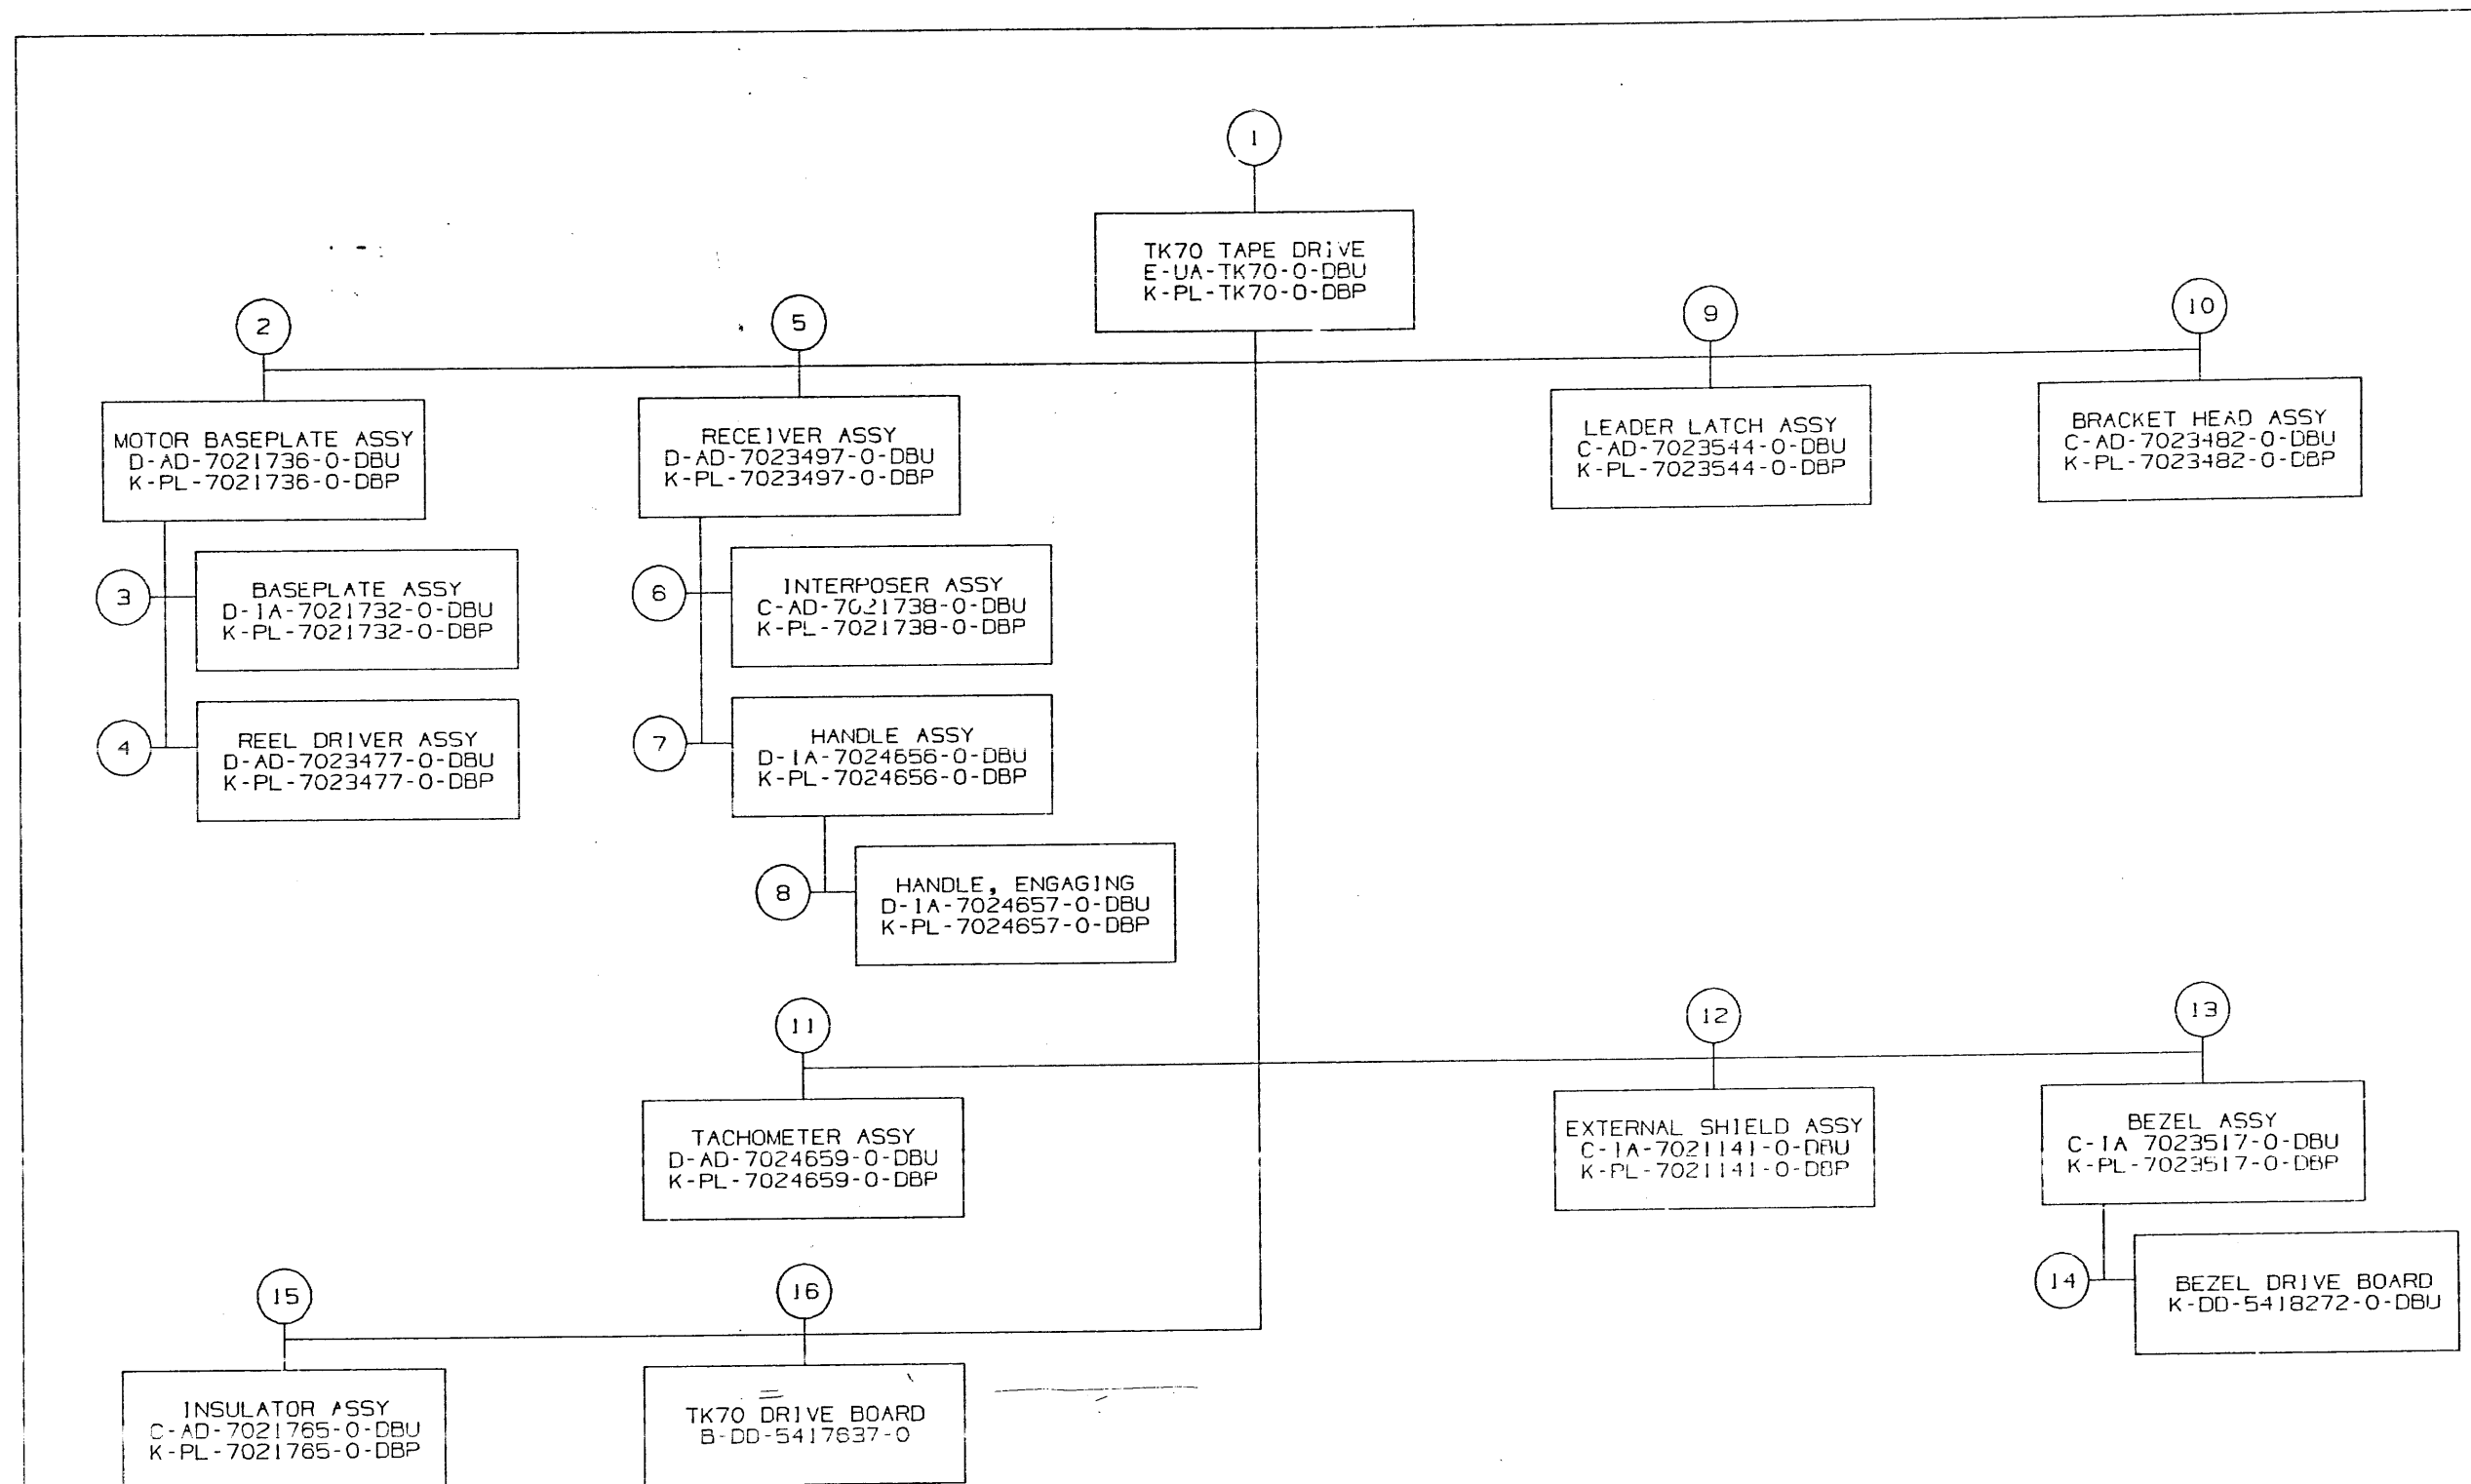 1
TK70 TAPE DRIVE
E-UA-TK70-0-DBU
K-PL-TK70-0-DBP
2
MOTOR BASEPLATE ASSY
D-AD-7021736-0-DBU
K-PL-7021736-0-DBP
3
BASEPLATE ASSY
D-IA-7021732-0-DBU
K-PL-7021732-0-DBP
4
REEL DRIVER ASSY
D-AD-7023477-0-DBU
K-PL-7023477-0-DBP
5
RECEIVER ASSY
D-AD-7023497-0-DBU
K-PL-7023497-0-DBP
6
INTERPOSER ASSY
C-AD-7021738-0-DBU
K-PL-7021738-0-DBP
7
HANDLE ASSY
D-IA-7024656-0-DBU
K-PL-7024656-0-DBP
8
HANDLE, ENGAGING
D-IA-7024657-0-DBU
K-PL-7024657-0-DBP
9
LEADER LATCH ASSY
C-AD-7023544-0-DBU
K-PL-7023544-0-DBP
10
BRACKET HEAD ASSY
C-AD-7023482-0-DBU
K-PL-7023482-0-DBP
11
TACHOMETER ASSY
D-AD-7024659-0-DBU
K-PL-7024659-0-DBP
12
EXTERNAL SHIELD ASSY
C-IA-7021141-0-DBU
K-PL-7021141-0-DBP
13
BEZEL ASSY
C-IA 7023517-0-DBU
K-PL-7023517-0-DBP
14
BEZEL DRIVE BOARD
K-DD-5418272-0-DBU
15
INSULATOR ASSY
C-AD-7021765-0-DBU
K-PL-7021765-0-DBP
16
TK70 DRIVE BOARD
B-DD-5417637-0